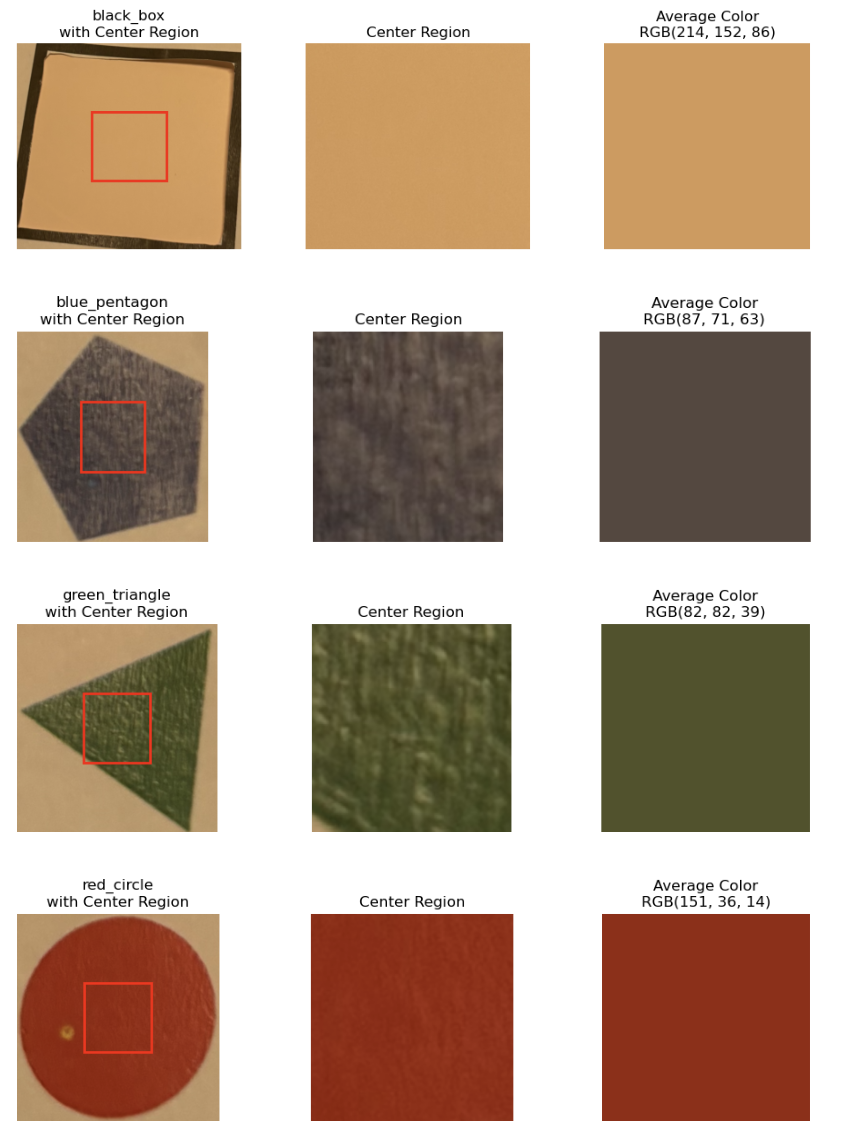 black_box
with Center Region
Center Region
Average Color
RGB(214, 152, 86)
blue_pentagon
with Center Region
Center Region
Average Color
RGB(87, 71, 63)
green_triangle
with Center Region
Center Region
Average Color
RGB(82, 82, 39)
red_circle
with Center Region
Center Region
Average Color
RGB(151, 36, 14)